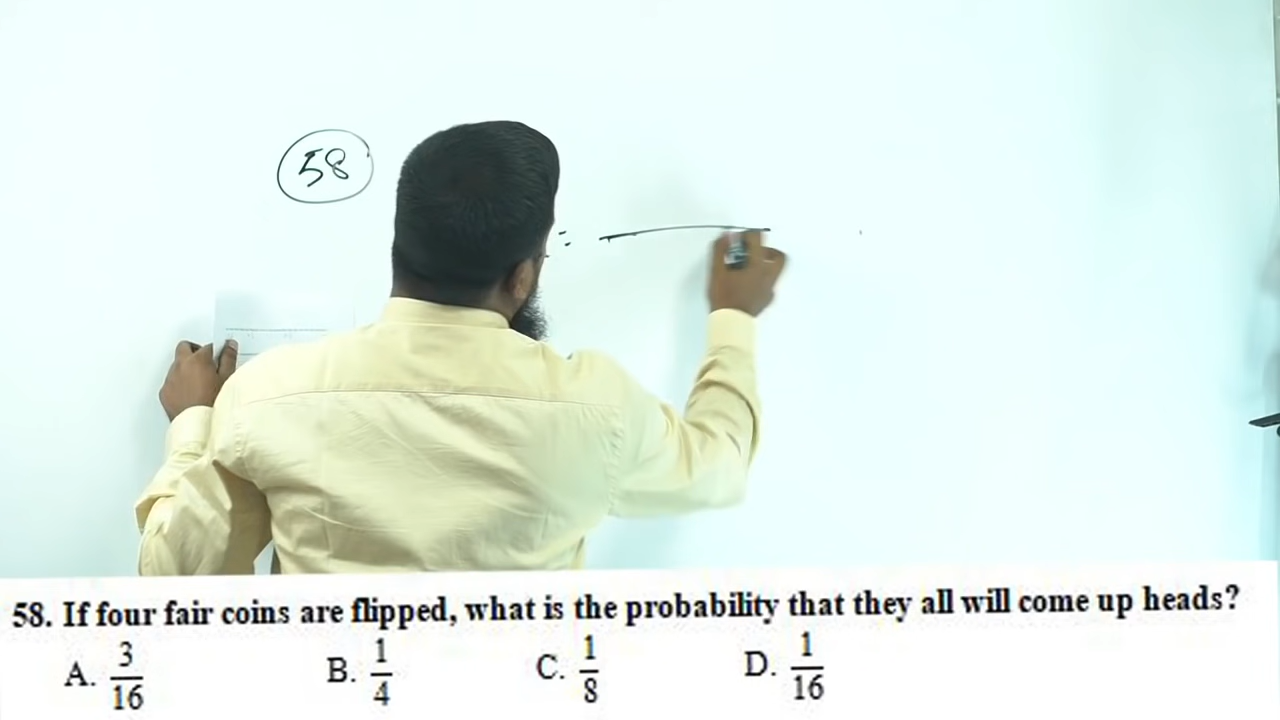 58
=
58. If four fair coins are flipped, what is the probability that they all will come up heads?
A. 3/16 B. 1/4 C. 1/8 D. 1/16